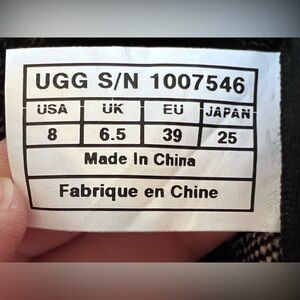 UGG S/N 1007546
USA UK EU JAPAN
8 6.5 39 25
Made In China
Fabrique en Chine